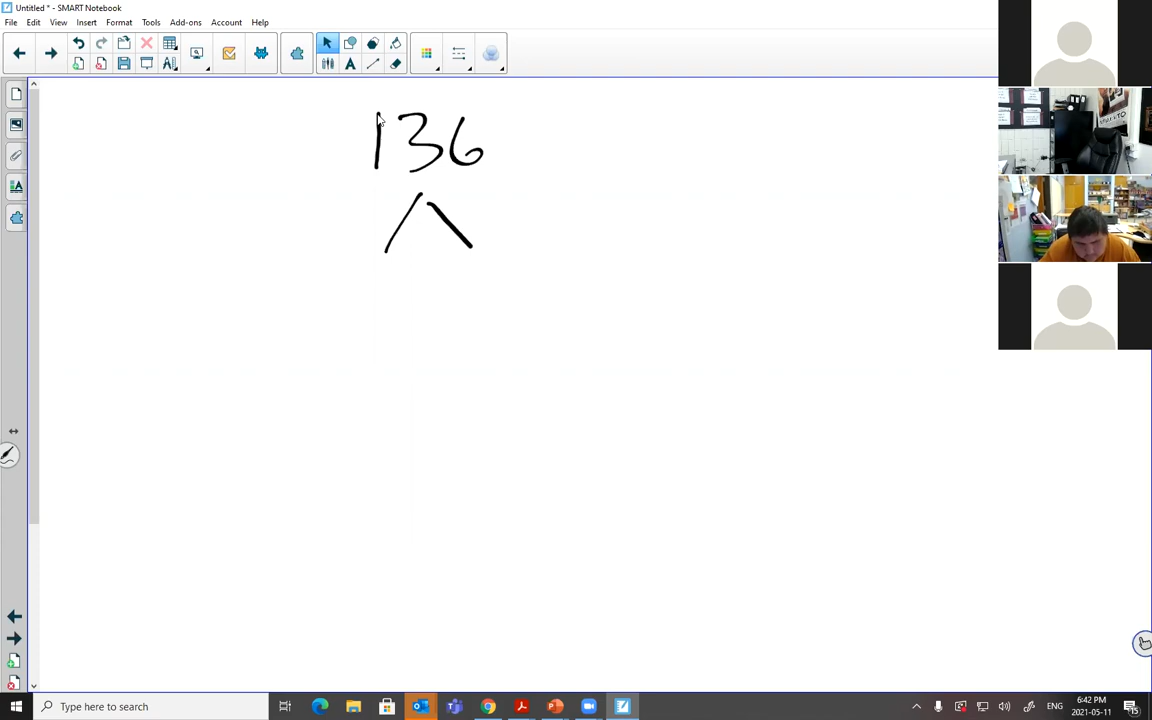 Untitled * - SMART Notebook
File Edit View Insert Format Tools Add-ons Account Help
136
Type here to search
ENG
6:42 PM
2021-05-11
15